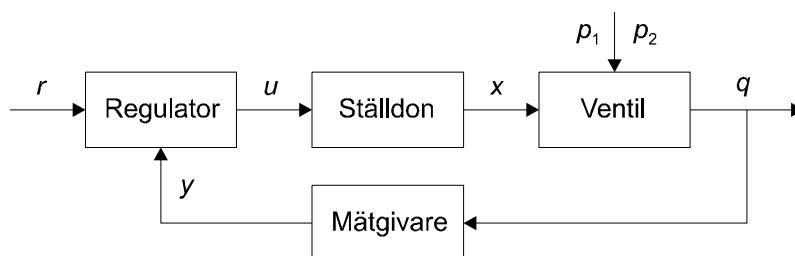 p₁ p₂
r Regulator u Ställdon x Ventil q
y
Mätgivare